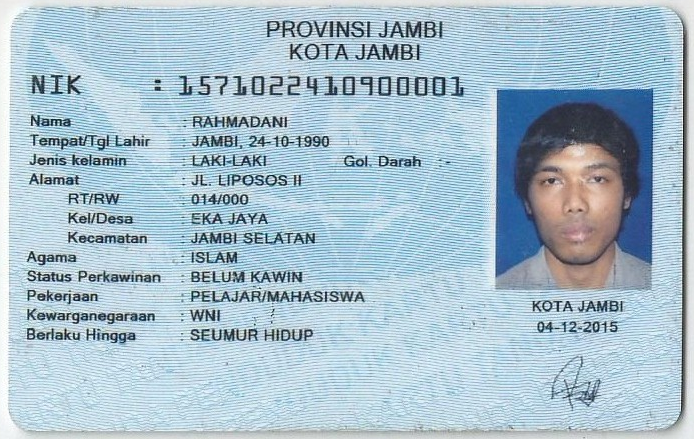 PROVINSI JAMBI
KOTA JAMBI
NIK : 1571022410900001
Nama : RAHMADANI
Tempat/Tgl Lahir : JAMBI, 24-10-1990
Jenis kelamin : LAKI-LAKI Gol. Darah :-
Alamat : JL. LIPOSOS II
RT/RW : 014/000
Kel/Desa : EKA JAYA
Kecamatan : JAMBI SELATAN
Agama : ISLAM
Status Perkawinan : BELUM KAWIN
Pekerjaan : PELAJAR/MAHASISWA
Kewarganegaraan : WNI
Berlaku Hingga : SEUMUR HIDUP
KOTA JAMBI
04-12-2015